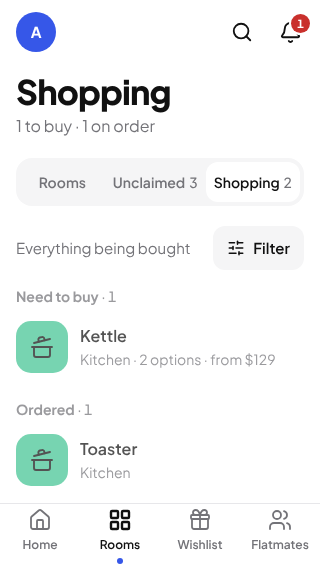 A
1
Shopping
1 to buy · 1 on order
Rooms Unclaimed 3 Shopping 2
Everything being bought Filter
Need to buy · 1
Kettle
Kitchen · 2 options · from $129
Ordered · 1
Toaster
Kitchen
Home Rooms Wishlist Flatmates